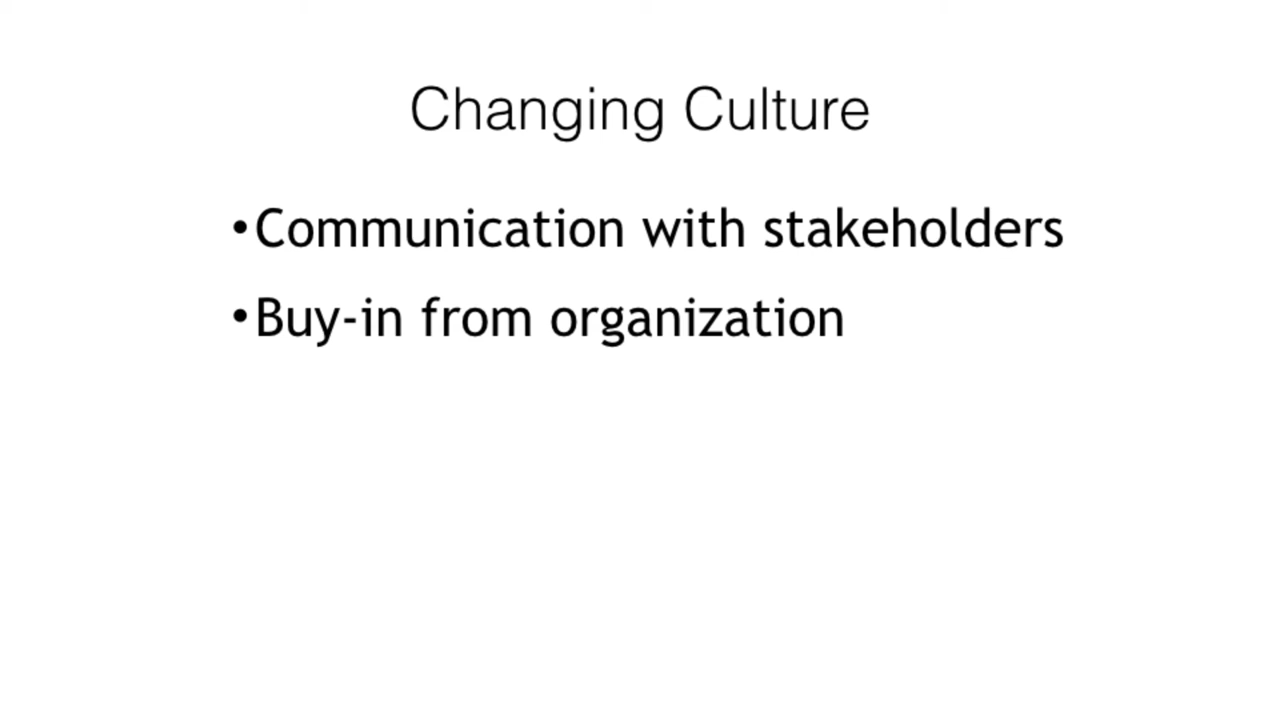 Changing Culture
•Communication with stakeholders
•Buy-in from organization